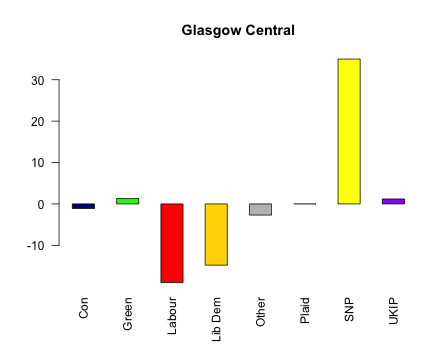 Glasgow Central
30
20
10
0
-10
Con
Green
Labour
Lib Dem
Other
Plaid
SNP
UKIP